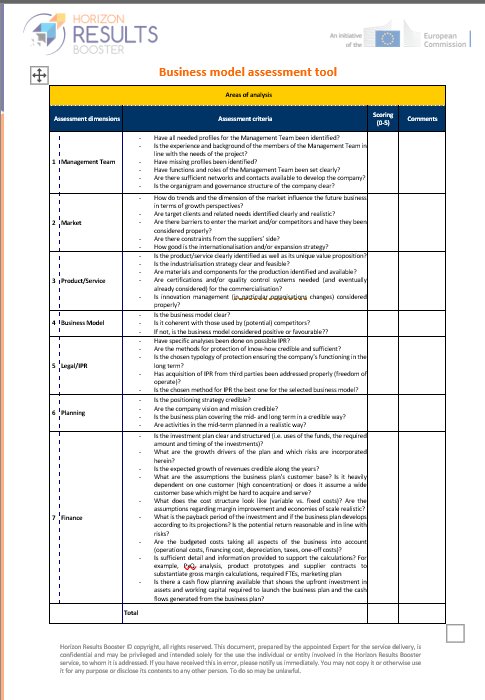 HORIZON
RESULTS
BOOSTER
An initiative
of the
European
Commission
Business model assessment tool
Areas of analysis
Assessment dimensions
Assessment criteria
Scoring
(0-5)
Comments
1 Management Team
- Have all needed profiles for the Management Team been identified?
- Is the experience and background of the members of the Management Team in
line with the needs of the project?
- Have missing profiles been identified?
- Have functions and roles of the Management Team been set clearly?
- Are there sufficient networks and contacts available to develop the company?
- Is the organigram and governance structure of the company clear?
2 Market
- How do trends and the dimension of the market influence the future business
in terms of growth perspectives?
- Are target clients and related needs identified clearly and realistic?
- Are there barriers to enter the market and/or competitors and have they been
considered properly?
- Are there constraints from the suppliers' side?
- How good is the internationalisation and/or expansion strategy?
3 Product/Service
- Is the product/service clearly identified as well as its unique value proposition?
- Is the industrialisation strategy clear and feasible?
- Are materials and components for the production identified and available?
- Are certifications and/or quality control systems needed (and eventually
already considered) for the commercialisation?
- Is innovation management (in particular organisations changes) considered
properly?
4 Business Model
- Is the business model clear?
- Is it coherent with those used by (potential) competitors?
- If not, is the business model considered positive or favourable??
5 Legal/IPR
- Have specific analyses been done on possible IPR?
- Are the methods for protection of know-how credible and sufficient?
- Is the chosen typology of protection ensuring the company's functioning in the
long term?
- Has acquisition of IPR from third parties been addressed properly (freedom of
operate)?
- Is the chosen method for IPR the best one for the selected business model?
6 Planning
- Is the positioning strategy credible?
- Are the company vision and mission credible?
- Is the business plan covering the mid- and long term in a credible way?
- Are activities in the mid-term planned in a realistic way?
7 Finance
- Is the investment plan clear and structured (i.e. uses of the funds, the required
amount and timing of the investments)?
- What are the growth drivers of the plan and which risks are incorporated
herein?
- Is the expected growth of revenues credible along the years?
- What are the assumptions the business plan's customer base? Is it heavily
dependent on one customer (high concentration) or does it assume a wide
customer base which might be hard to acquire and serve?
- What does the cost structure look like (variable vs. fixed costs)? Are the
assumptions regarding margin improvement and economies of scale realistic?
- What is the payback period of the investment and if the business plan develops
according to its projections? Is the potential return reasonable and in line with
risks?
- Are the budgeted costs taking all aspects of the business into account
(operational costs, financing cost, depreciation, taxes, one-off costs)?
- Is sufficient detail and information provided to support the calculations? For
example, analysis, product prototypes and supplier contracts to
substantiate gross margin calculations, required FTEs, marketing plan
- Is there a cash flow planning available that shows the upfront investment in
assets and working capital required to launch the business plan and the cash
flows generated from the business plan?
Total
Horizon Results Booster © copyright, all rights reserved. This document, prepared by the appointed Expert for the service delivery, is
confidential and may be privileged and intended solely for the use the individual or entity involved in the Horizon Results Booster
service, to whom it is addressed. If you have received this in error, please notify us immediately. You may not copy it or otherwise use
it for any purpose or disclose its contents to any other person. To do so may be unlawful.